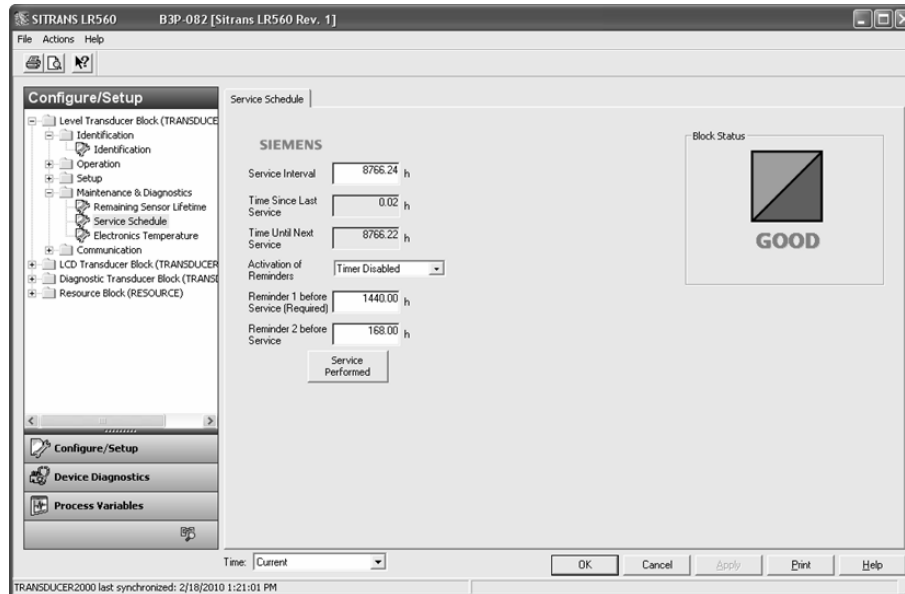 SITRANS LR560 B3P-082 [Sitrans LR560 Rev. 1]
File Actions Help
Configure/Setup
Level Transducer Block (TRANSDUCE
Identification
Identification
Operation
Setup
Maintenance & Diagnostics
Remaining Sensor Lifetime
Service Schedule
Electronics Temperature
Communication
LCD Transducer Block (TRANSDUCER
Diagnostic Transducer Block (TRANS
Resource Block (RESOURCE)
Configure/Setup
Device Diagnostics
Process Variables
Service Schedule
SIEMENS
Service Interval 8766.24 h
Time Since Last
Service 0.02 h
Time Until Next
Service 8766.22 h
Activation of
Reminders Timer Disabled
Reminder 1 before
Service (Required) 1440.00 h
Reminder 2 before
Service 168.00 h
Service
Performed
Block Status
GOOD
Time: Current
OK Cancel Apply Print Help
TRANSDUCER2000 last synchronized: 2/18/2010 1:21:01 PM